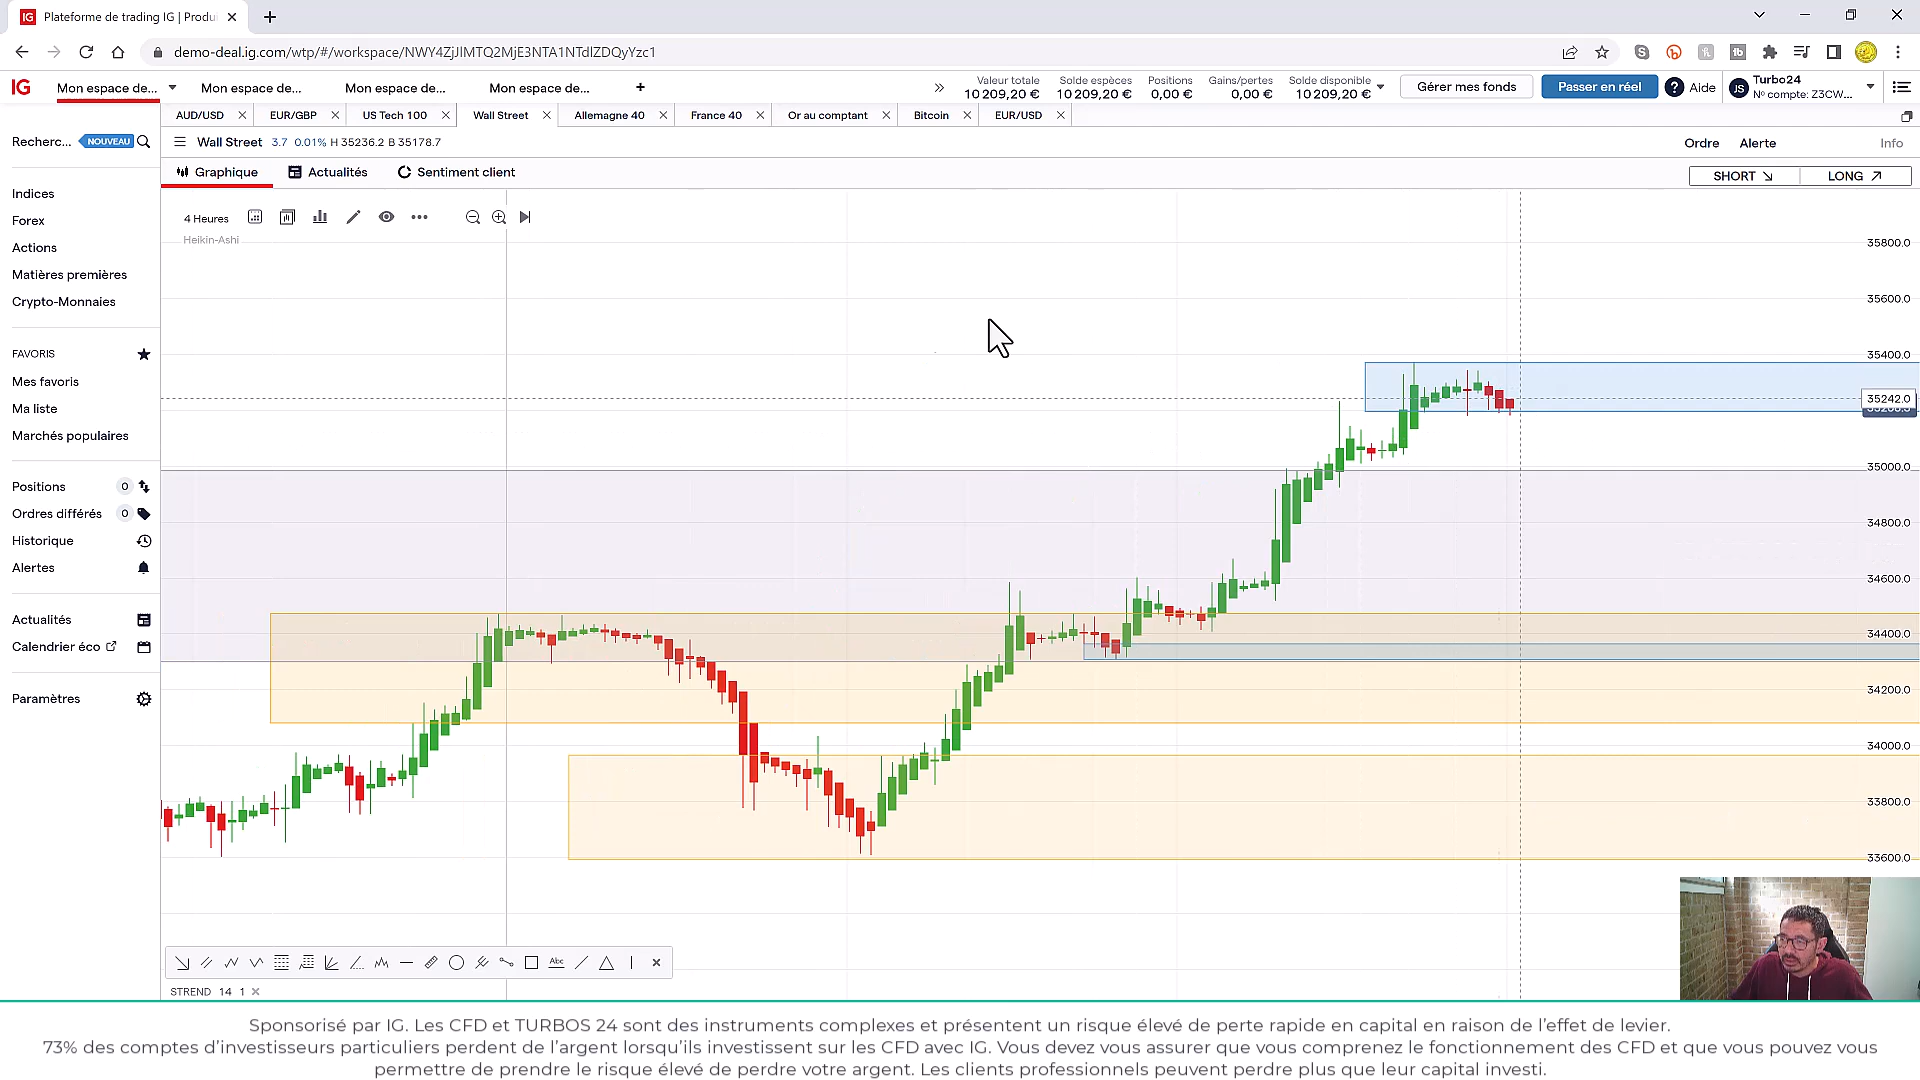 IG Plateforme de trading IG | Produi
demo-deal.ig.com/wtp/#/workspace/NWY4ZjJlMTQ2MjE3NTA1NTdlZDQyYzc1
IG Mon espace de... Mon espace de... Mon espace de... Mon espace de... +
Valeur totale Solde espèces Positions Gains/pertes Solde disponible
10 209,20 € 10 209,20 € 0,00 € 0,00 € 10 209,20 €
Gérer mes fonds Passer en réel ? Aide JS Turbo24
Nº compte: Z3CW...
AUD/USD EUR/GBP US Tech 100 Wall Street Allemagne 40 France 40 Or au comptant Bitcoin EUR/USD
Recherc... NOUVEAU
Wall Street 3.7 0.01% H 35236.2 B 35178.7
Ordre Alerte Info
Graphique Actualités Sentiment client
SHORT LONG
4 Heures
Heikin-Ashi
Indices
Forex
Actions
Matières premières
Crypto-Monnaies
FAVORIS
Mes favoris
Ma liste
Marchés populaires
Positions 0
Ordres différés 0
Historique
Alertes
Actualités
Calendrier éco
Paramètres
35800.0
35600.0
35400.0
35242.0
35000.0
34800.0
34600.0
34400.0
34200.0
34000.0
33800.0
33600.0
Abc
STREND 14 1
Sponsorisé par IG. Les CFD et TURBOS 24 sont des instruments complexes et présentent un risque élevé de perte rapide en capital en raison de l'effet de levier.
73% des comptes d'investisseurs particuliers perdent de l'argent lorsqu'ils investissent sur les CFD avec IG. Vous devez vous assurer que vous comprenez le fonctionnement des CFD et que vous pouvez vous
permettre de prendre le risque élevé de perdre votre argent. Les clients professionnels peuvent perdre plus que leur capital investi.